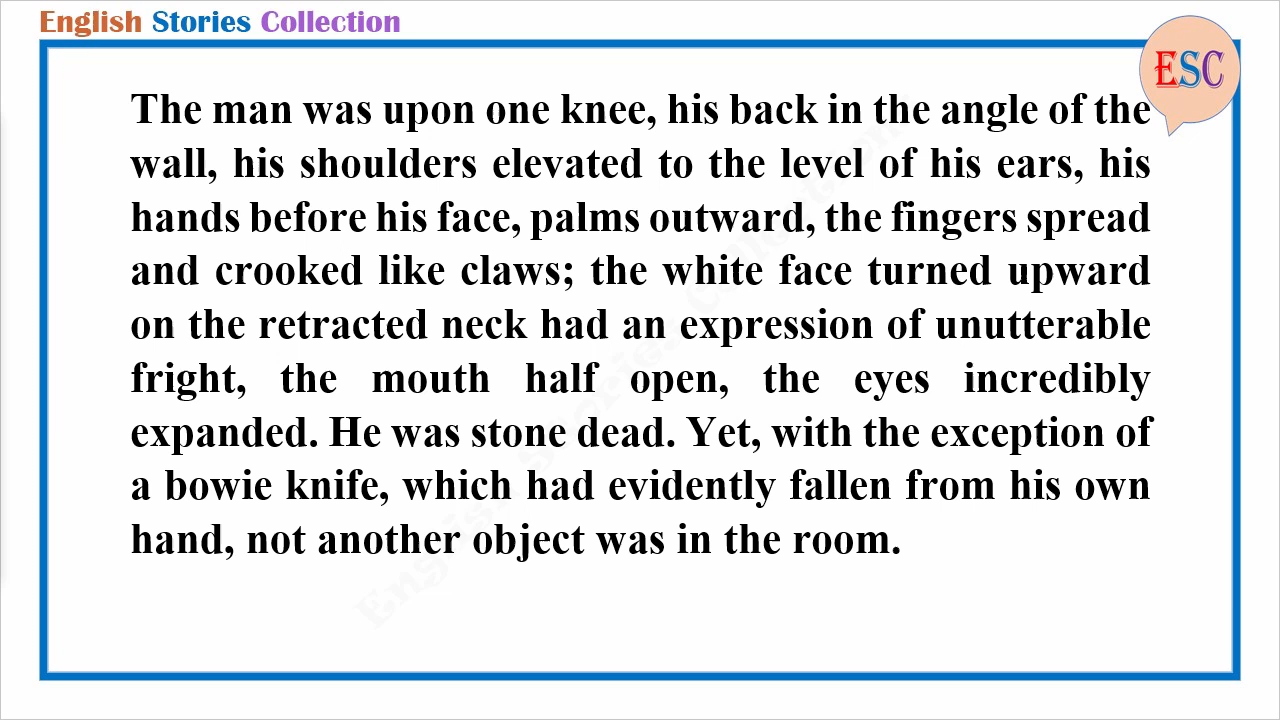 English Stories Collection
ESC
The man was upon one knee, his back in the angle of the
wall, his shoulders elevated to the level of his ears, his
hands before his face, palms outward, the fingers spread
and crooked like claws; the white face turned upward
on the retracted neck had an expression of unutterable
fright, the mouth half open, the eyes incredibly
expanded. He was stone dead. Yet, with the exception of
a bowie knife, which had evidently fallen from his own
hand, not another object was in the room.
English Stories Collection